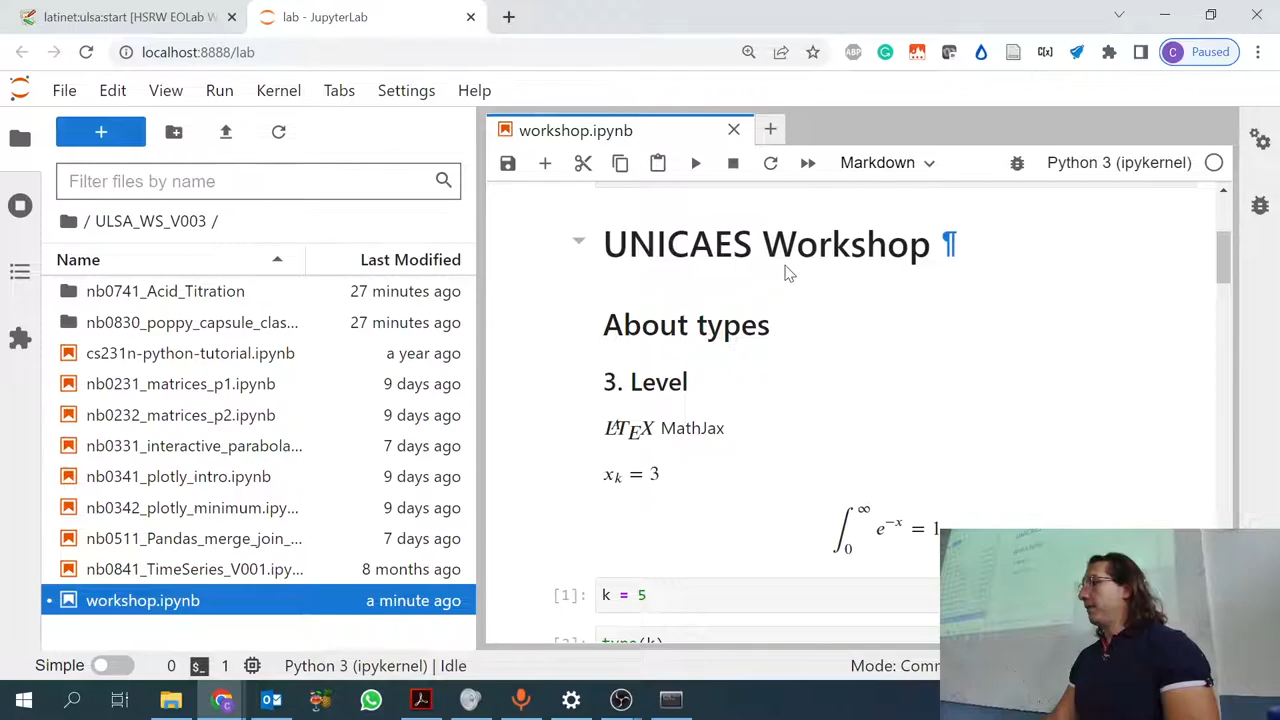 latinet:ulsa:start [HSRW EOLab W
lab - JupyterLab
localhost:8888/lab
ABP
C[x]
C
Paused
File Edit View Run Kernel Tabs Settings Help
workshop.ipynb
Markdown
Python 3 (ipykernel)
Filter files by name
/ ULSA_WS_V003 /
Name
Last Modified
nb0741_Acid_Titration 27 minutes ago
nb0830_poppy_capsule_clas... 27 minutes ago
cs231n-python-tutorial.ipynb a year ago
nb0231_matrices_p1.ipynb 9 days ago
nb0232_matrices_p2.ipynb 9 days ago
nb0331_interactive_parabola... 7 days ago
nb0341_plotly_intro.ipynb 9 days ago
nb0342_plotly_minimum.ipy... 9 days ago
nb0511_Pandas_merge_join_... 7 days ago
nb0841_TimeSeries_V001.ipy... 8 months ago
workshop.ipynb a minute ago
UNICAES Workshop ¶
About types
3. Level
LATEX MathJax
x_k = 3
∫_0^∞ e^{-x} = 1
[1]: k = 5
type(k)
Simple 0 $_ 1 Python 3 (ipykernel) | Idle
Mode: Comm